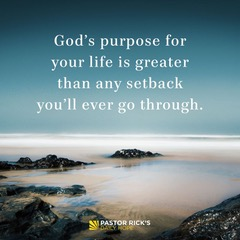 God’s purpose for
your life is greater
than any setback
you’ll ever go through.
PASTOR RICK'S
DAILY HOPE